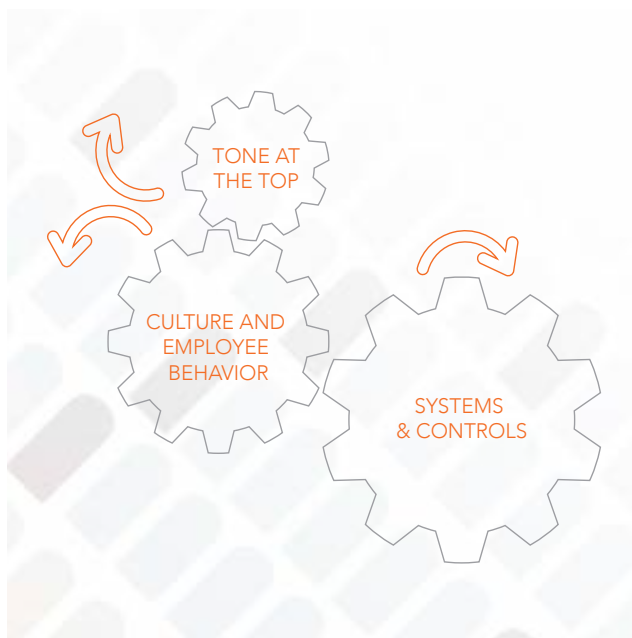 TONE AT
THE TOP
CULTURE AND
EMPLOYEE
BEHAVIOR
SYSTEMS
& CONTROLS